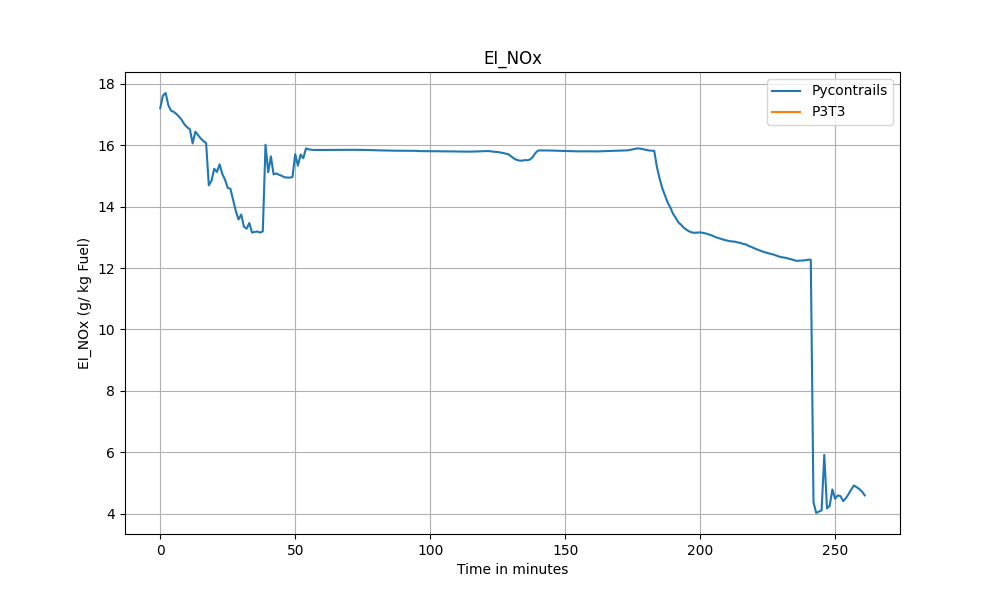 EI_NOx
Pycontrails
P3T3
EI_NOx (g/ kg Fuel)
18
16
14
12
10
8
6
4
0
50
100
150
200
250
Time in minutes